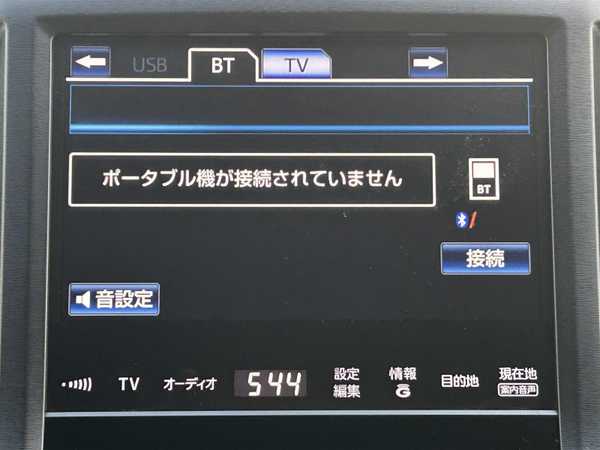 USB BT TV
ポータブル機が接続されていません
BT
接続
音設定
TV オーディオ 544 設定編集 情報G 目的地 現在地
案内音声